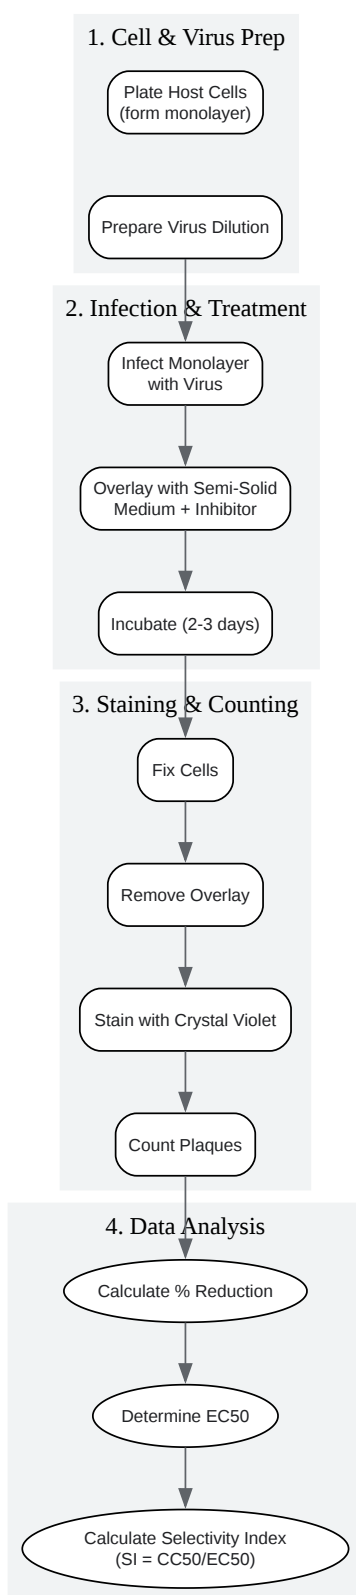 1. Cell & Virus Prep
Plate Host Cells
(form monolayer)
Prepare Virus Dilution
2. Infection & Treatment
Infect Monolayer
with Virus
Overlay with Semi-Solid
Medium + Inhibitor
Incubate (2-3 days)
3. Staining & Counting
Fix Cells
Remove Overlay
Stain with Crystal Violet
Count Plaques
4. Data Analysis
Calculate % Reduction
Determine EC50
Calculate Selectivity Index
(SI = CC50/EC50)